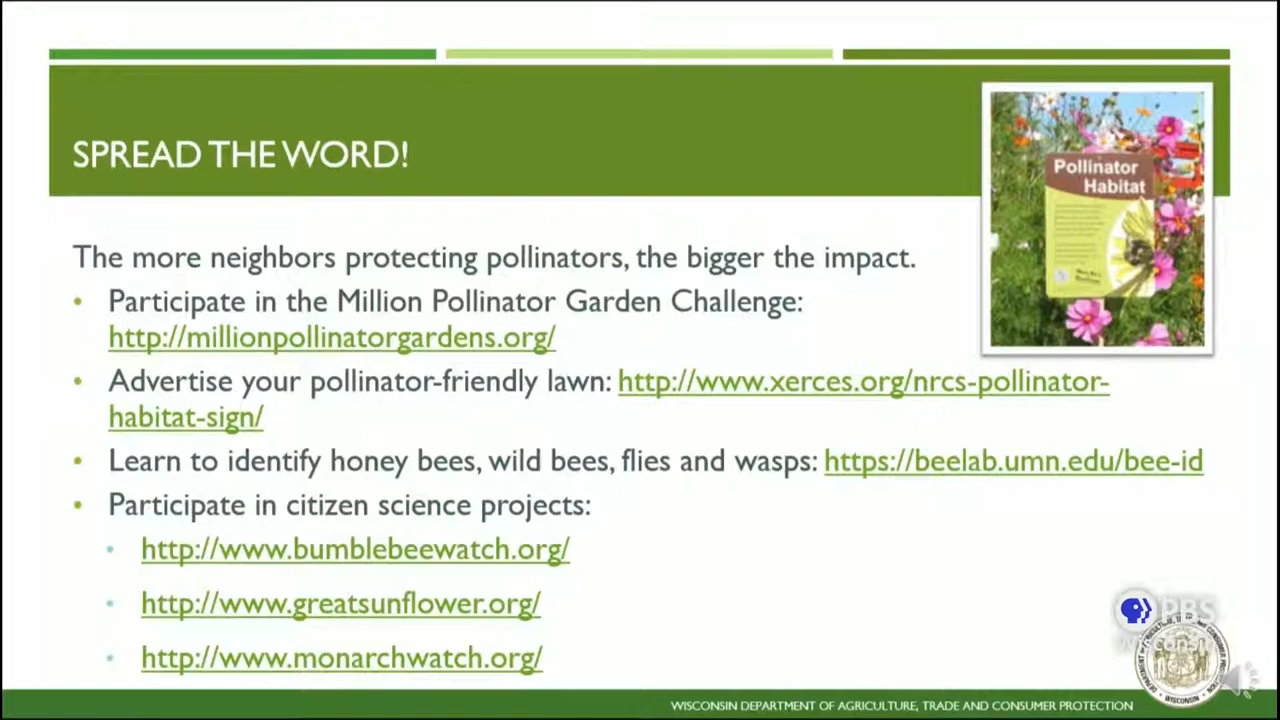 SPREAD THE WORD!
Pollinator
Habitat
The more neighbors protecting pollinators, the bigger the impact.
• Participate in the Million Pollinator Garden Challenge:
http://millionpollinatorgardens.org/
• Advertise your pollinator-friendly lawn: http://www.xerces.org/nrcs-pollinator-
habitat-sign/
• Learn to identify honey bees, wild bees, flies and wasps: https://beelab.umn.edu/bee-id
• Participate in citizen science projects:
• http://www.bumblebeewatch.org/
• http://www.greatsunflower.org/
• http://www.monarchwatch.org/
PBS
Wisconsin
WISCONSIN
WISCONSIN DEPARTMENT OF AGRICULTURE, TRADE AND CONSUMER PROTECTION